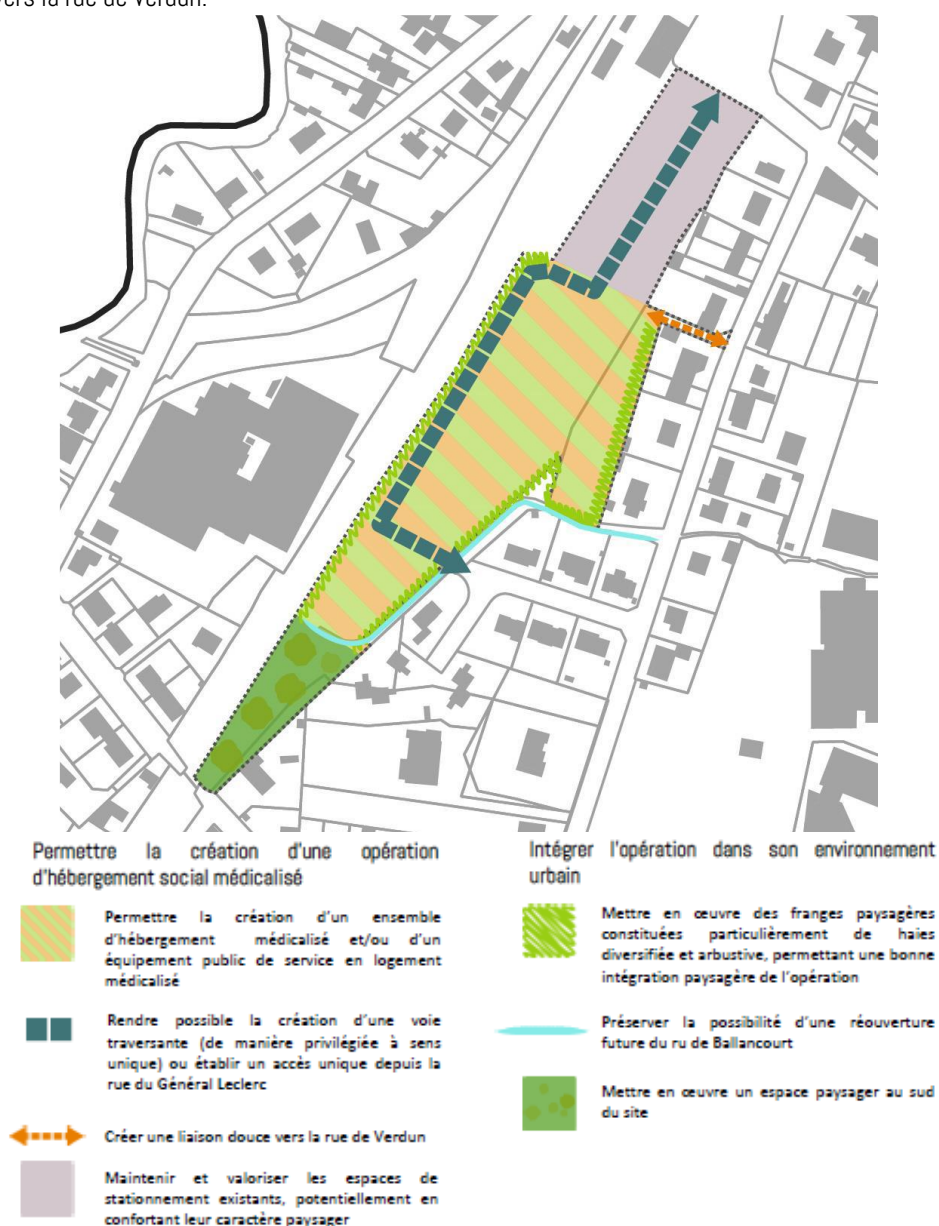 vers la rue de Verdun.
Permettre la création d'une opération
d'hébergement social médicalisé
Permettre la création d'un ensemble
d'hébergement médicalisé et/ou d'un
équipement public de service en logement
médicalisé
Rendre possible la création d'une voie
traversante (de manière privilégiée à sens
unique) ou établir un accès unique depuis la
rue du Général Leclerc
Créer une liaison douce vers la rue de Verdun
Maintenir et valoriser les espaces de
stationnement existants, potentiellement en
confortant leur caractère paysager
Intégrer l'opération dans son environnement
urbain
Mettre en œuvre des franges paysagères
constituées particulièrement de haies
diversifiée et arbustive, permettant une bonne
intégration paysagère de l'opération
Préserver la possibilité d'une réouverture
future du ru de Ballancourt
Mettre en œuvre un espace paysager au sud
du site